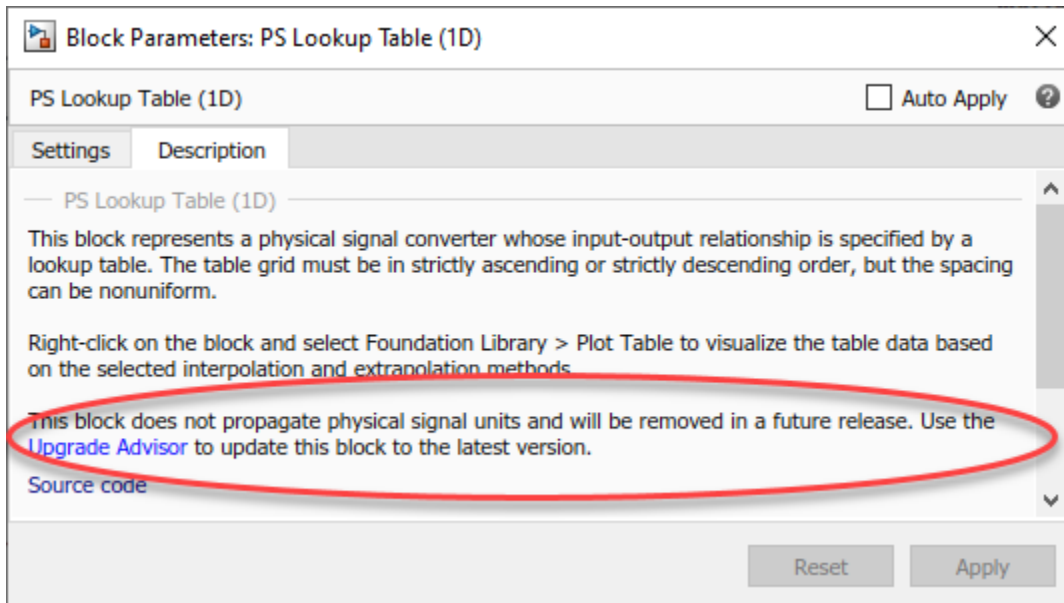 Block Parameters: PS Lookup Table (1D)
PS Lookup Table (1D)
Auto Apply
Settings
Description
PS Lookup Table (1D)
This block represents a physical signal converter whose input-output relationship is specified by a
lookup table. The table grid must be in strictly ascending or strictly descending order, but the spacing
can be nonuniform.
Right-click on the block and select Foundation Library > Plot Table to visualize the table data based
on the selected interpolation and extrapolation methods.
This block does not propagate physical signal units and will be removed in a future release. Use the
Upgrade Advisor to update this block to the latest version.
Source code
Reset
Apply